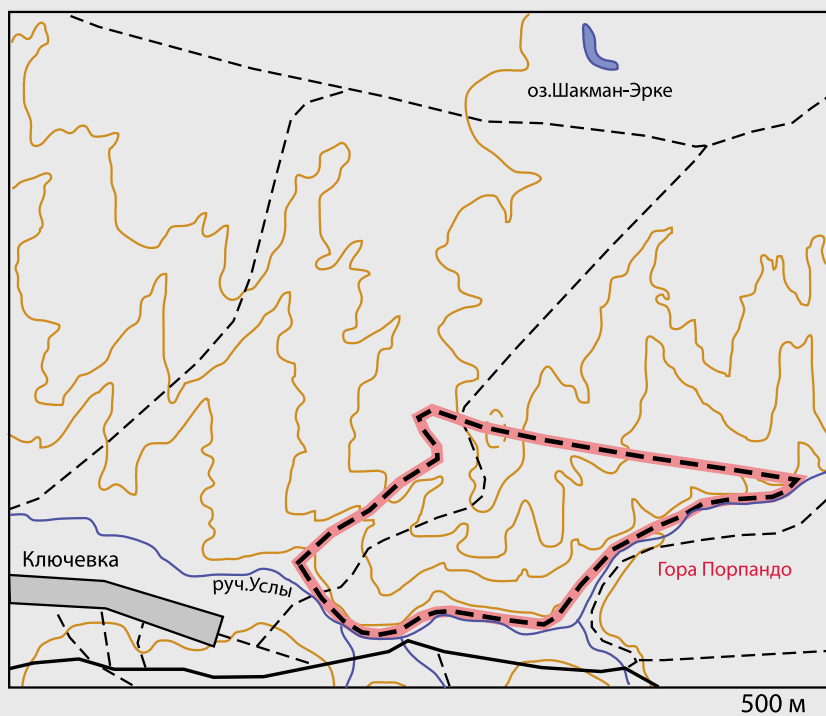 оз.Шакман-Эрке
Ключевка
руч.Услы
Гора Порпандо
500 м